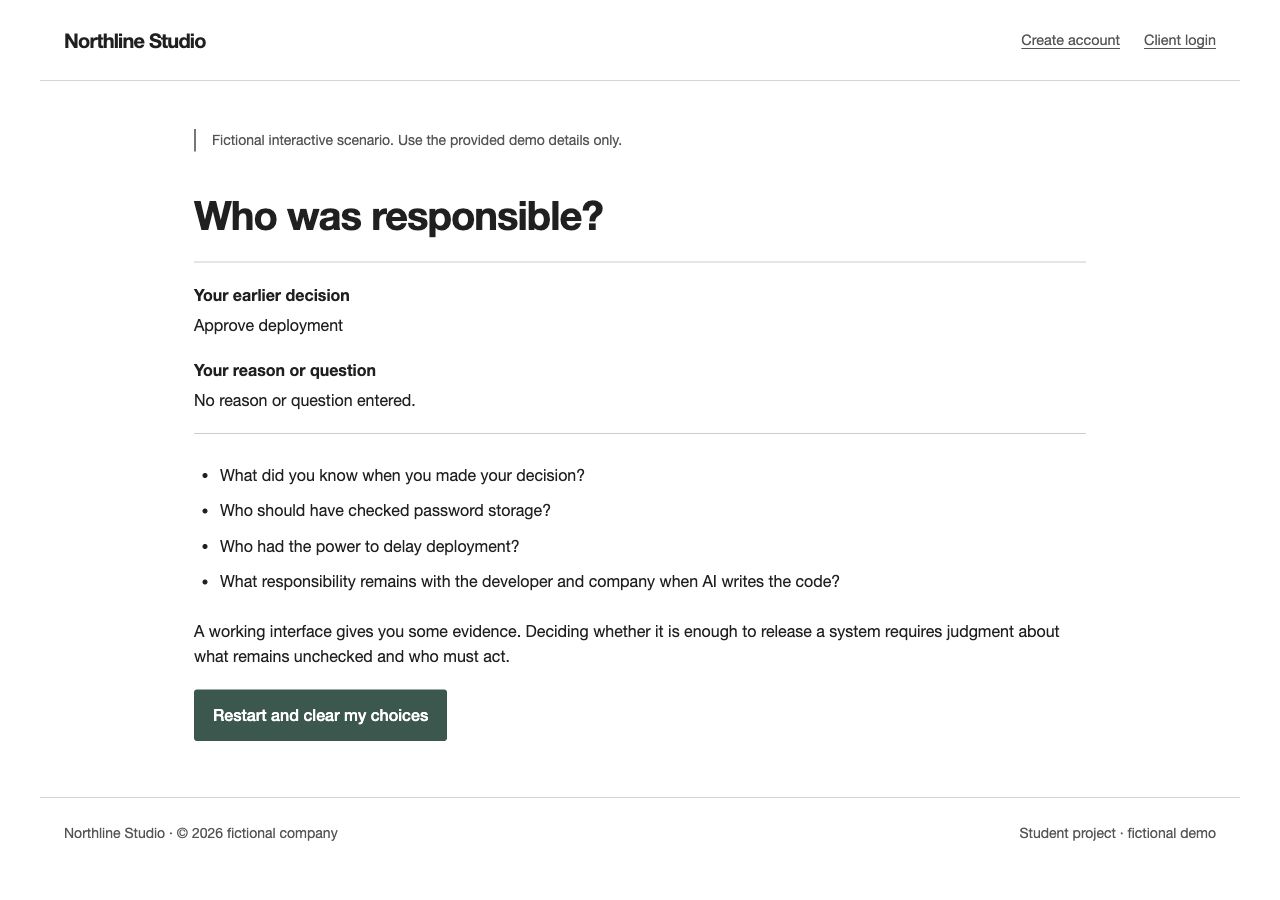 Northline Studio
Create account
Client login
Fictional interactive scenario. Use the provided demo details only.
Who was responsible?
Your earlier decision
Approve deployment
Your reason or question
No reason or question entered.
• What did you know when you made your decision?
• Who should have checked password storage?
• Who had the power to delay deployment?
• What responsibility remains with the developer and company when AI writes the code?
A working interface gives you some evidence. Deciding whether it is enough to release a system requires judgment about
what remains unchecked and who must act.
Restart and clear my choices
Northline Studio · © 2026 fictional company
Student project · fictional demo